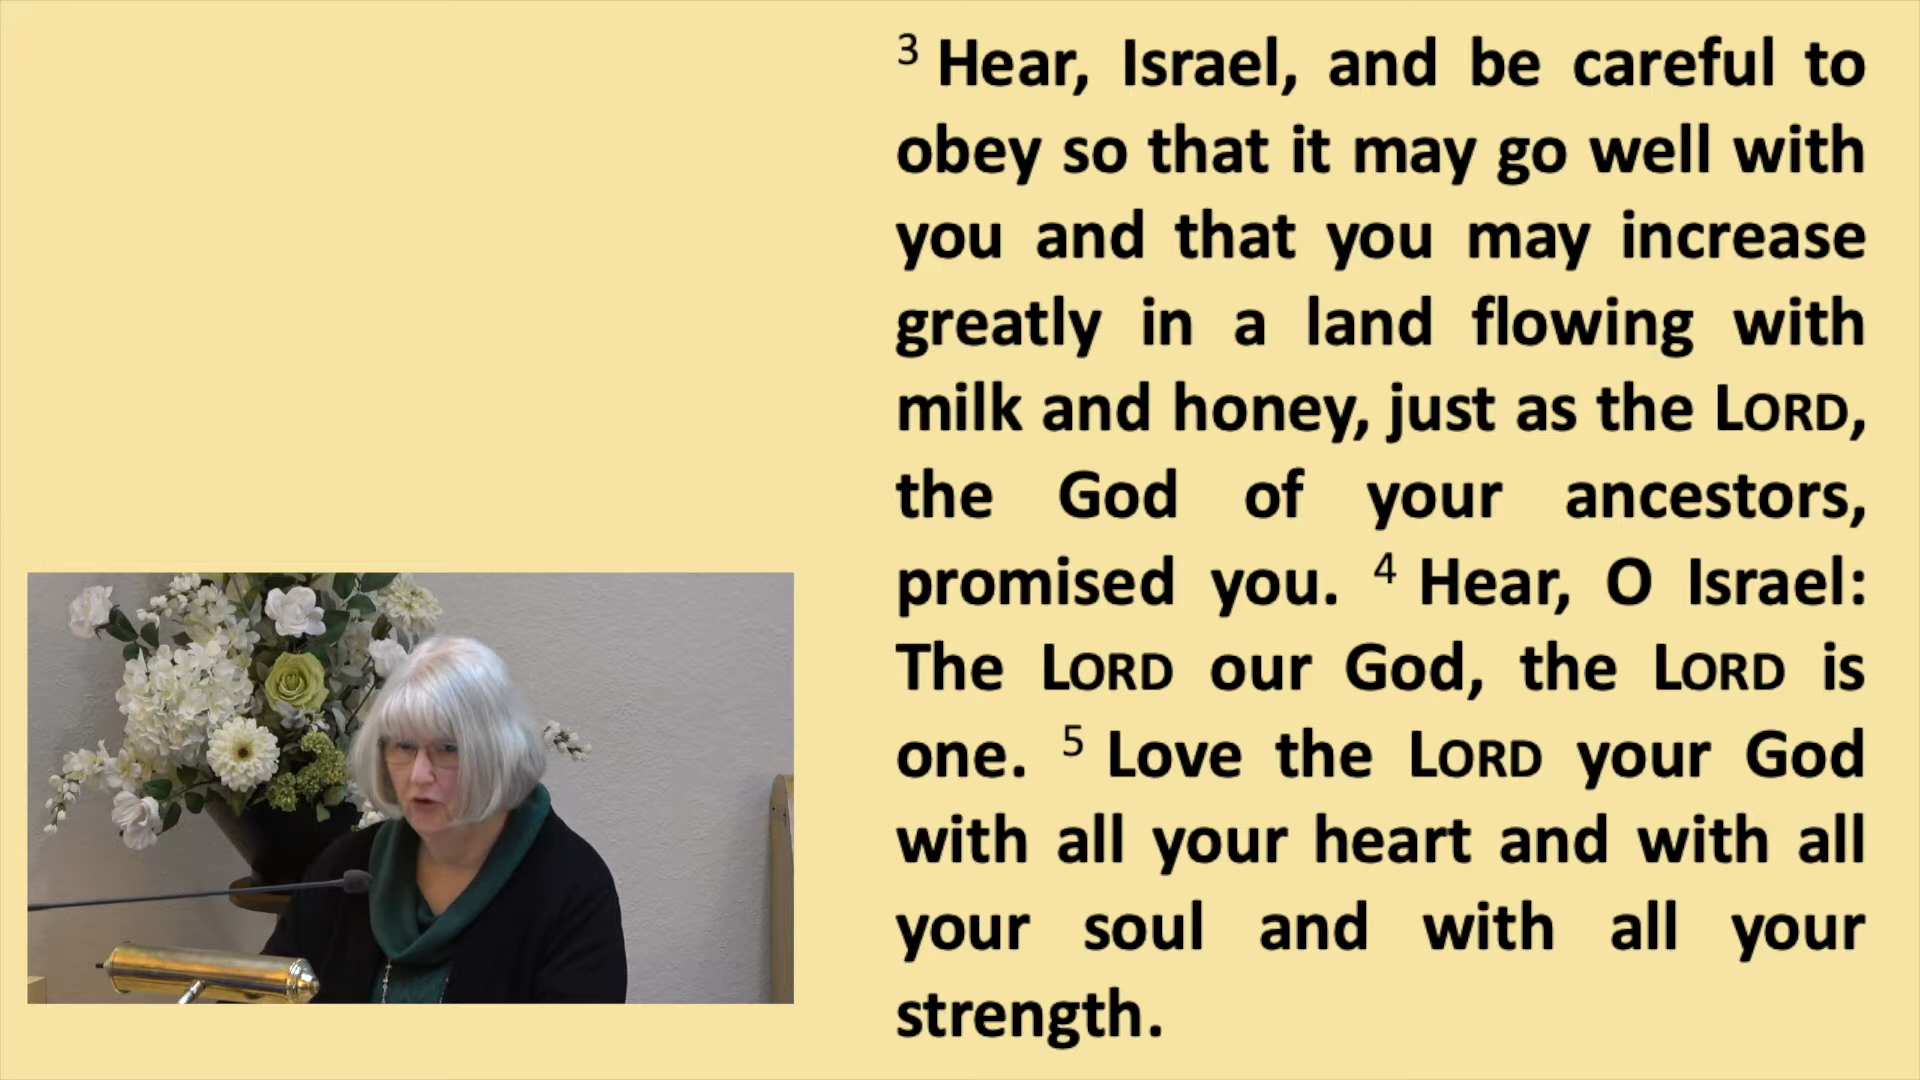 3 Hear, Israel, and be careful to
obey so that it may go well with
you and that you may increase
greatly in a land flowing with
milk and honey, just as the LORD,
the God of your ancestors,
promised you. 4 Hear, O Israel:
The LORD our God, the LORD is
one. 5 Love the LORD your God
with all your heart and with all
your soul and with all your
strength.